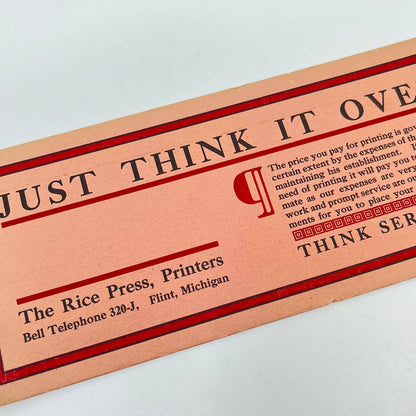 JUST THINK IT OVE
The price you pay for printing is go
certain extent by the expenses of th
maintaining his establishment. I
need of printing it will pay you t
mate as our expenses are very
work and prompt service are ou
ments for you to place your
THINK SER
The Rice Press, Printers
Bell Telephone 320-J, Flint, Michigan